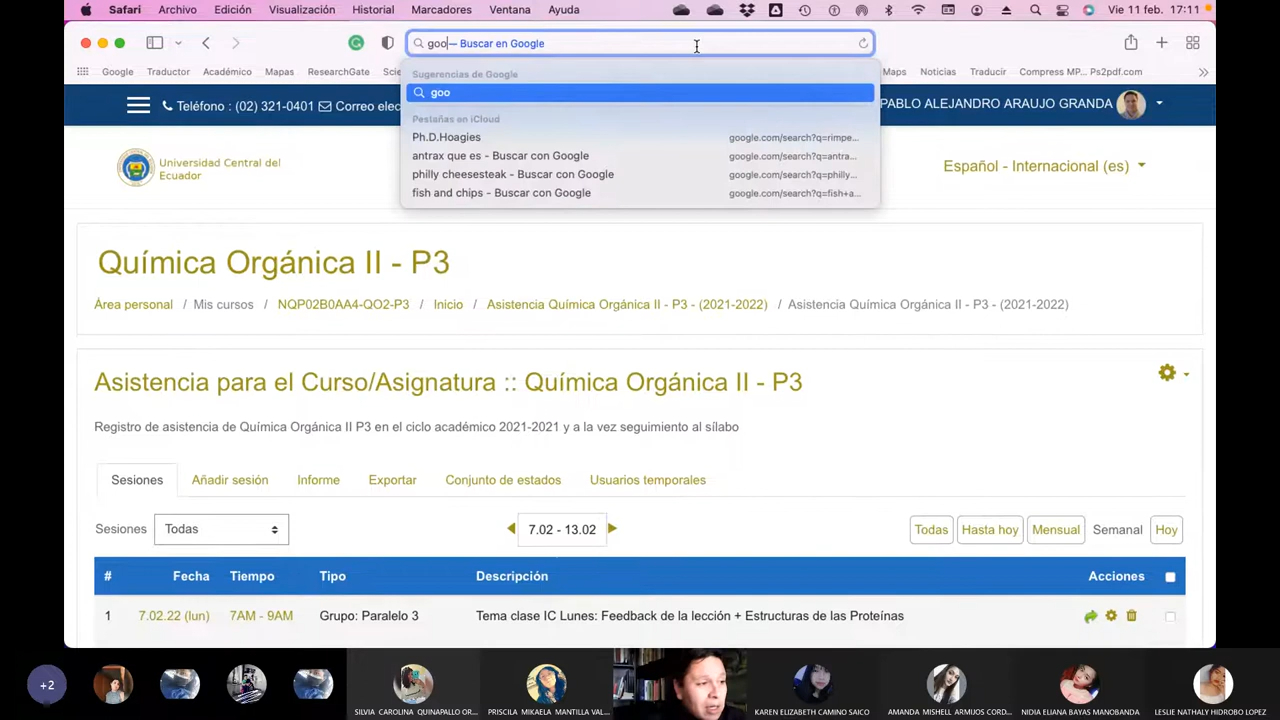 Safari Archivo Edición Visualización Historial Marcadores Ventana Ayuda Vie 11 feb. 17:11
goo — Buscar en Google
Google Traductor Académico Mapas ResearchGate Maps Noticias Traducir Compress MP... Ps2pdf.com
Sugerencias de Google
goo
Teléfono : (02) 321-0401 Correo elec PABLO ALEJANDRO ARAUJO GRANDA
Pestañas en iCloud
Ph.D.Hoagies google.com/search?q=rimpe...
antrax que es - Buscar con Google google.com/search?q=antra...
philly cheesesteak - Buscar con Google google.com/search?q=philly...
fish and chips - Buscar con Google google.com/search?q=fish+a...
Universidad Central del
Ecuador
Español - Internacional (es)
Química Orgánica II - P3
Área personal / Mis cursos / NQP02B0AA4-QO2-P3 / Inicio / Asistencia Química Orgánica II - P3 - (2021-2022) / Asistencia Química Orgánica II - P3 - (2021-2022)
Asistencia para el Curso/Asignatura :: Química Orgánica II - P3
Registro de asistencia de Química Orgánica II P3 en el ciclo académico 2021-2021 y a la vez seguimiento al sílabo
Sesiones Añadir sesión Informe Exportar Conjunto de estados Usuarios temporales
Sesiones Todas 7.02 - 13.02 Todas Hasta hoy Mensual Semanal Hoy
# Fecha Tiempo Tipo Descripción Acciones
1 7.02.22 (lun) 7AM - 9AM Grupo: Paralelo 3 Tema clase IC Lunes: Feedback de la lección + Estructuras de las Proteínas
+2
SILVIA CAROLINA QUINAPALLO OR... PRISCILA MIKAELA MANTILLA VAL... KAREN ELIZABETH CAMINO SAICO AMANDA MISHELL ARMIJOS CORD... NIDIA ELIANA BAYAS MANOBANDA LESLIE NATHALY HIDROBO LOPEZ